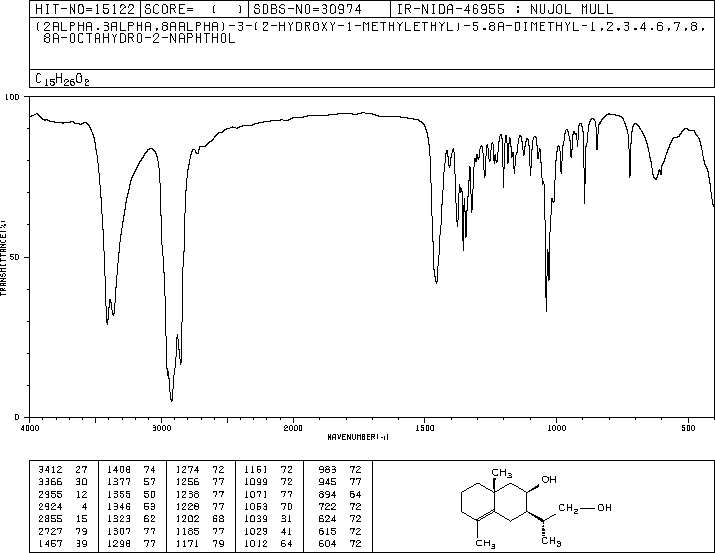 HIT-NO=15122 SCORE= ( ) SDBS-NO=30974 IR-NIDA-46955 : NUJOL MULL
(2ALPHA,3ALPHA,8AALPHA)-3-(2-HYDROXY-1-METHYLETHYL)-5,8A-DIMETHYL-1,2,3,4,6,7,8,
8A-OCTAHYDRO-2-NAPHTHOL
C15H26O2
100
50
0
TRANSMITTANCE(%)
4000 3000 2000 1500 1000 500
WAVENUMBER(-1)
3412 27 1408 74 1274 72 1161 72 983 72
3366 30 1377 57 1256 77 1099 72 945 77
2955 12 1355 50 1238 77 1071 77 894 64
2924 4 1346 53 1228 77 1053 70 722 72
2855 15 1323 62 1202 68 1039 31 624 72
2727 79 1307 77 1185 77 1029 41 615 72
1457 39 1298 77 1171 79 1012 64 604 72
CH3
OH
CH2—OH
CH3
CH3